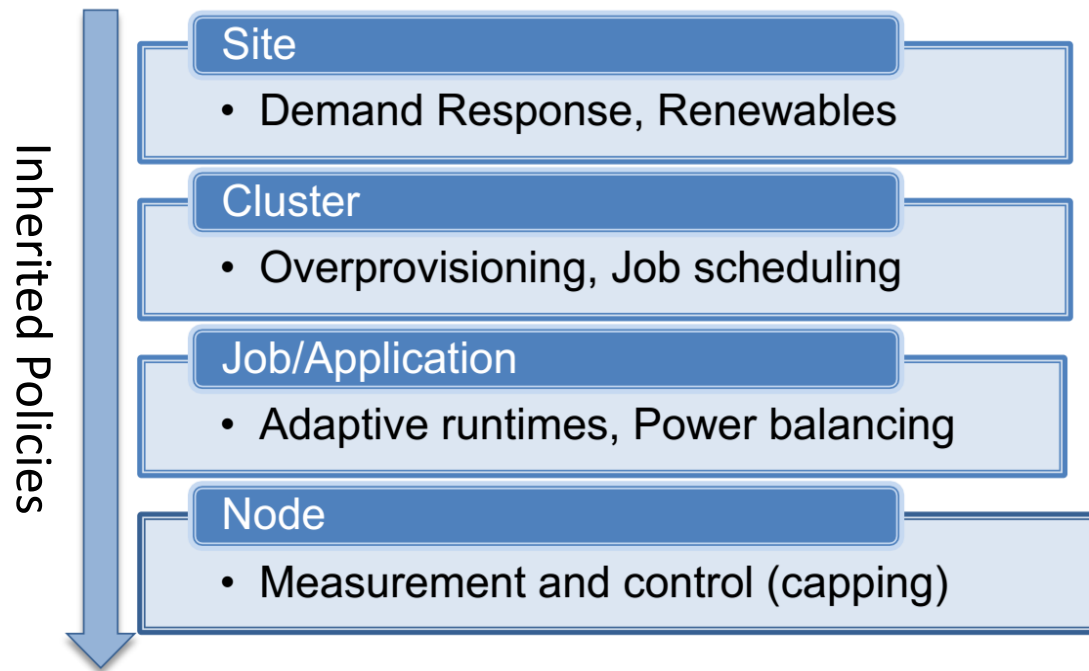 Inherited Policies
Site
• Demand Response, Renewables
Cluster
• Overprovisioning, Job scheduling
Job/Application
• Adaptive runtimes, Power balancing
Node
• Measurement and control (capping)